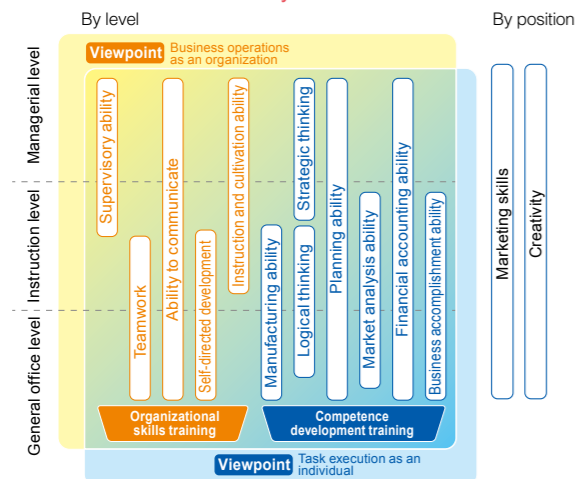 By level
By position
Viewpoint
Business operations
as an organization
Managerial level
Instruction level
General office level
Supervisory ability
Teamwork
Ability to communicate
Self-directed development
Instruction and cultivation ability
Manufacturing ability
Strategic thinking
Logical thinking
Planning ability
Market analysis ability
Financial accounting ability
Business accomplishment ability
Marketing skills
Creativity
Organizational
skills training
Competence
development training
Viewpoint
Task execution as an
individual